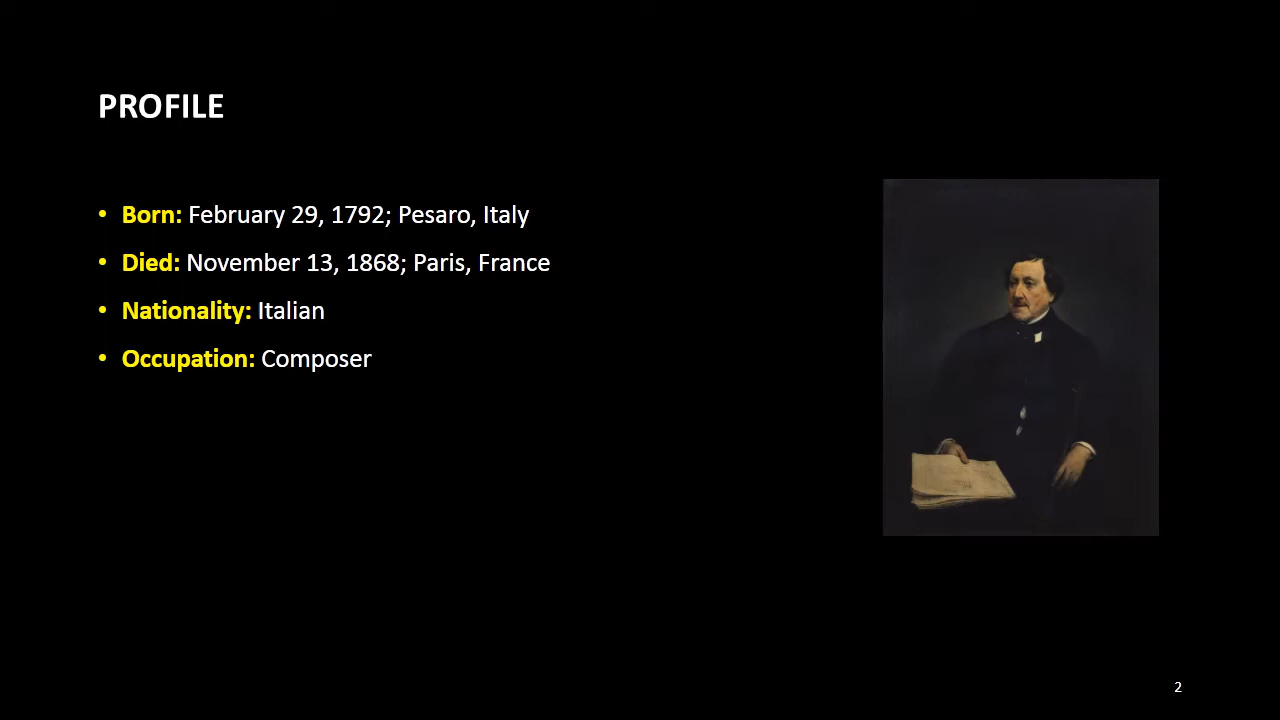 PROFILE
• Born: February 29, 1792; Pesaro, Italy
• Died: November 13, 1868; Paris, France
• Nationality: Italian
• Occupation: Composer
2